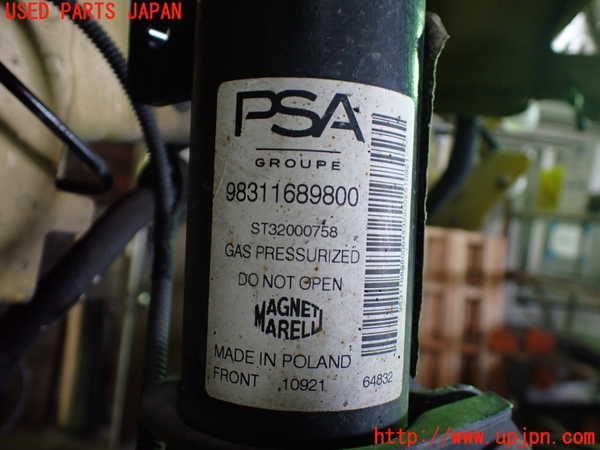 USED PARTS JAPAN
PSA
GROUPE
98311689800
ST32000758
GAS PRESSURIZED
DO NOT OPEN
MAGNETI
MARELLI
MADE IN POLAND
FRONT 10921 64832
http://www.upjpn.com/